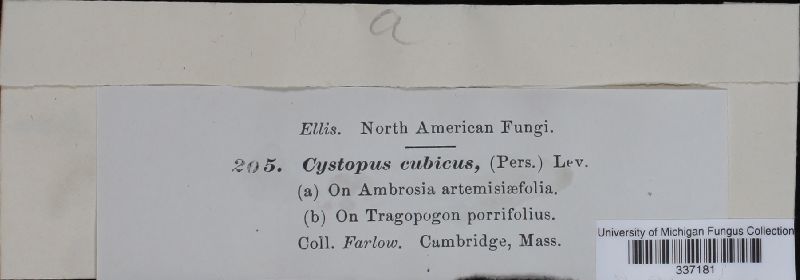 a
Ellis. North American Fungi.
205. Cystopus cubicus, (Pers.) Lev.
(a) On Ambrosia artemisiæfolia.
(b) On Tragopogon porrifolius.
Coll. Farlow. Cambridge, Mass.
University of Michigan Fungus Collection
337181